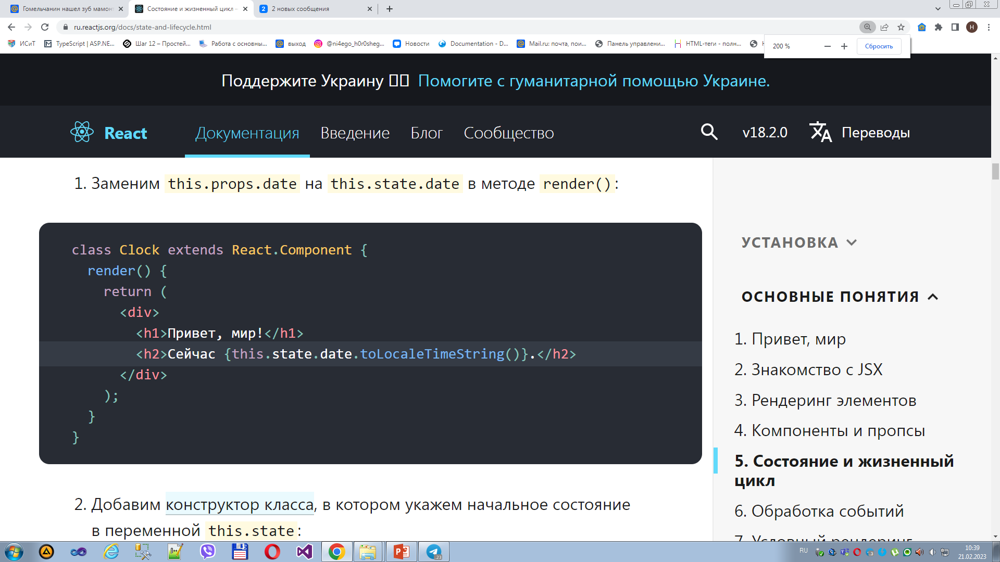 Гомельчанин нашел зуб мамон
Состояние и жизненный цикл –
2 новых сообщения
ru.reactjs.org/docs/state-and-lifecycle.html
ИСиТ
TypeScript | ASP.NE...
Шаг 12 – Простей...
Работа с основны...
выход
@ni4ego_h0r0sheg...
Новости
Documentation - D...
Mail.ru: почта, пои...
Панель управлени...
HTML-теги - полн...
200 %
Сбросить
Поддержите Украину Помогите с гуманитарной помощью Украине.
React
Документация
Введение
Блог
Сообщество
v18.2.0
Переводы
1. Заменим this.props.date на this.state.date в методе render():
class Clock extends React.Component {
render() {
return (
<div>
<h1>Привет, мир!</h1>
<h2>Сейчас {this.state.date.toLocaleTimeString()}.</h2>
</div>
);
}
}
2. Добавим конструктор класса, в котором укажем начальное состояние
в переменной this.state:
УСТАНОВКА
ОСНОВНЫЕ ПОНЯТИЯ
1. Привет, мир
2. Знакомство с JSX
3. Рендеринг элементов
4. Компоненты и пропсы
5. Состояние и жизненный
цикл
6. Обработка событий
7. Условный рендеринг
RU
10:39
21.02.2023